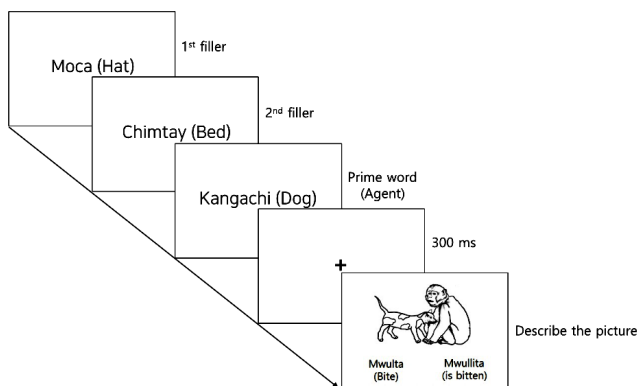 Moca (Hat)
1st filler
Chimtay (Bed)
2nd filler
Kangachi (Dog)
Prime word
(Agent)
+
300 ms
Mwulta
(Bite)
Mwullita
(is bitten)
Describe the picture